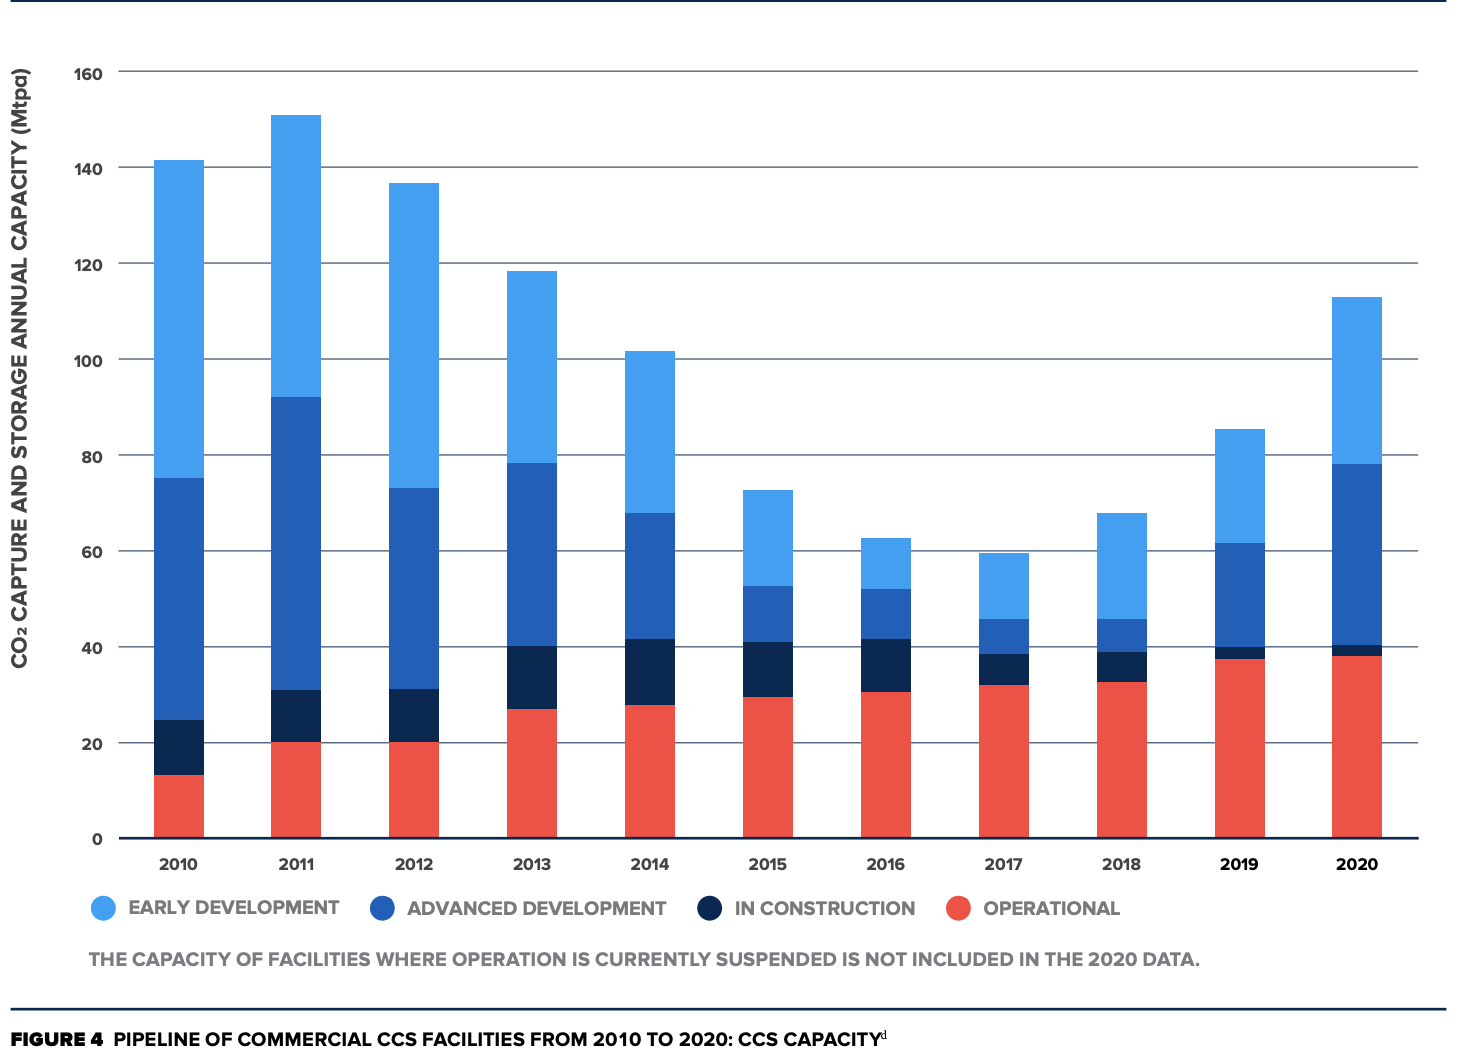 CO₂ CAPTURE AND STORAGE ANNUAL CAPACITY (Mtpa)
160
140
120
100
80
60
40
20
0
2010 2011 2012 2013 2014 2015 2016 2017 2018 2019 2020
EARLY DEVELOPMENT ADVANCED DEVELOPMENT IN CONSTRUCTION OPERATIONAL
THE CAPACITY OF FACILITIES WHERE OPERATION IS CURRENTLY SUSPENDED IS NOT INCLUDED IN THE 2020 DATA.
FIGURE 4 PIPELINE OF COMMERCIAL CCS FACILITIES FROM 2010 TO 2020: CCS CAPACITYᵈ